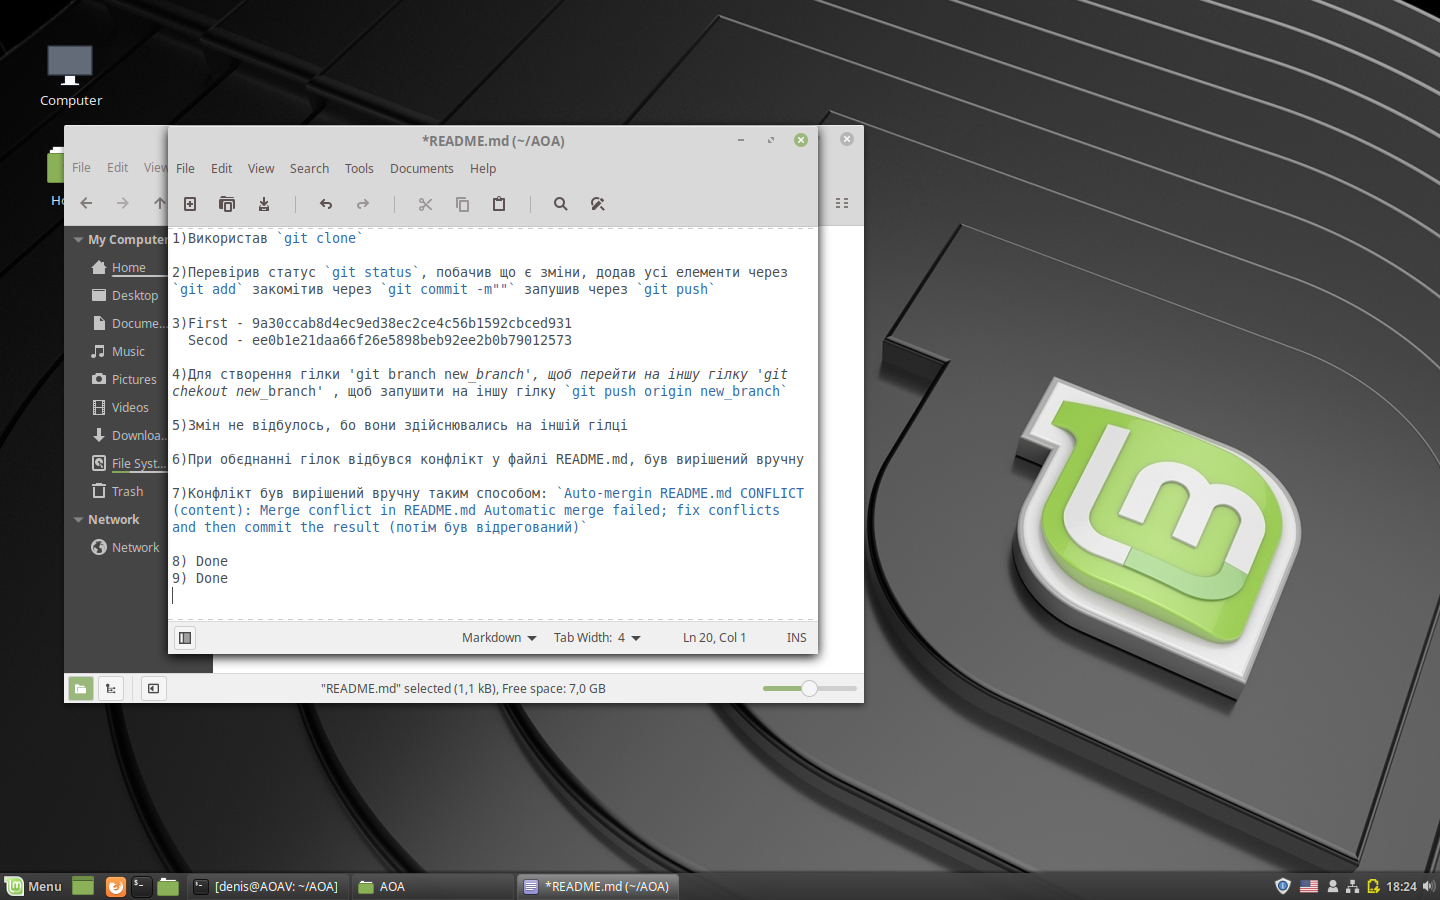 Computer
*README.md (~/AOA)
File Edit View
File Edit View Search Tools Documents Help
1)Використав `git clone`
2)Перевірив статус `git status`, побачив що є зміни, додав усі елементи через
`git add` закомітив через `git commit -m""` запушив через `git push`
3)First - 9a30ccab8d4ec9ed38ec2ce4c56b1592cbced931
Secod - ee0b1e21daa66f26e5898beb92ee2b0b79012573
4)Для створення гілки 'git branch new_branch', щоб перейти на іншу гілку 'git
chekout new_branch' , щоб запушити на іншу гілку `git push origin new_branch`
5)Змін не відбулось, бо вони здійснювались на іншій гілці
6)При обєднанні гілок відбувся конфлікт у файлі README.md, був вирішений вручну
7)Конфлікт був вирішений вручну таким способом: `Auto-mergin README.md CONFLICT
(content): Merge conflict in README.md Automatic merge failed; fix conflicts
and then commit the result (потім був відрегований)`
8) Done
9) Done
My Computer
Home
Desktop
Docume...
Music
Pictures
Videos
Downloa...
File Syst...
Trash
Network
Network
Markdown Tab Width: 4 Ln 20, Col 1 INS
"README.md" selected (1,1 kB), Free space: 7,0 GB
Menu [denis@AOAV: ~/AOA] AOA *README.md (~/AOA) 18:24